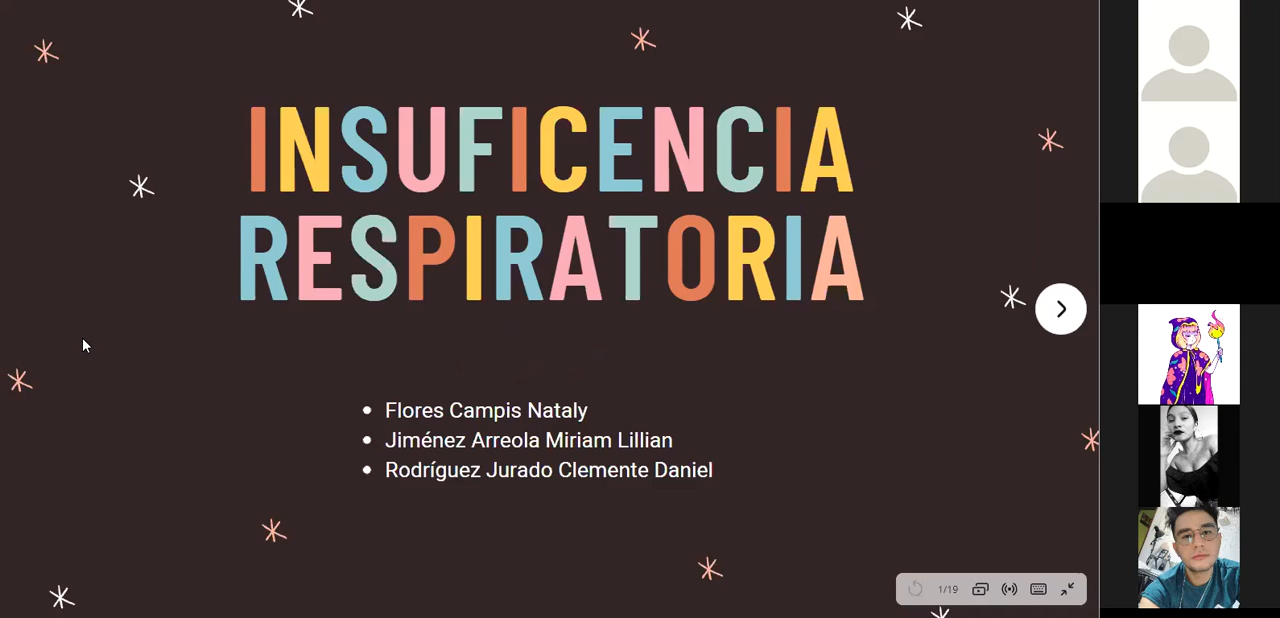 INSUFICENCIA
RESPIRATORIA
Flores Campis Nataly
Jiménez Arreola Miriam Lillian
Rodríguez Jurado Clemente Daniel
1/19